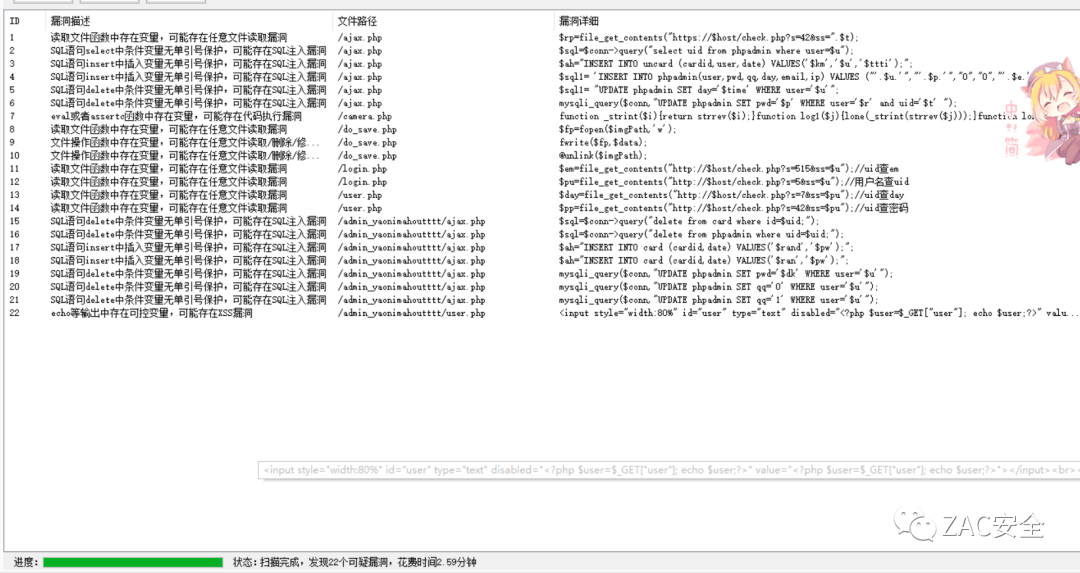 ID 漏洞描述 文件路径 漏洞详细
1 读取文件函数中存在变量，可能存在任意文件读取漏洞 /ajax.php $rp=file_get_contents("https://$host/check.php?s=42&ss=".$t);
2 SQL语句select中条件变量无单引号保护，可能存在SQL注入漏洞 /ajax.php $sql=$conn->query("select uid from phpadmin where user=$u");
3 SQL语句insert中插入变量无单引号保护，可能存在SQL注入漏洞 /ajax.php $ah="INSERT INTO uncard (cardid,user,date) VALUES('$km','$u','$ttti');";
4 SQL语句insert中插入变量无单引号保护，可能存在SQL注入漏洞 /ajax.php $sql1= 'INSERT INTO phpadmin(user,pwd,qq,day,email,ip) VALUES ("'.$u.'","'.$p.'","0","0","'.$e.'
5 SQL语句delete中条件变量无单引号保护，可能存在SQL注入漏洞 /ajax.php $sql1= "UPDATE phpadmin SET day='$time' WHERE user='$u'";
6 SQL语句delete中条件变量无单引号保护，可能存在SQL注入漏洞 /ajax.php mysqli_query($conn,"UPDATE phpadmin SET pwd='$p' WHERE user='$r' and uid='$t' ");
7 eval或者assertc函数中存在变量，可能存在代码执行漏洞 /camera.php function _strint($i){return strrev($i);}function log1($j){lone(_strint(strrev($j)));}function lo
8 读取文件函数中存在变量，可能存在任意文件读取漏洞 /do_save.php $fp=fopen($imgPath,'w');
9 文件操作函数中存在变量，可能存在任意文件读取/删除/修... /do_save.php fwrite($fp,$data);
10 文件操作函数中存在变量，可能存在任意文件读取/删除/修... /do_save.php @unlink($imgPath);
11 读取文件函数中存在变量，可能存在任意文件读取漏洞 /login.php $em=file_get_contents("http://$host/check.php?s=515&ss=$u");//uid查em
12 读取文件函数中存在变量，可能存在任意文件读取漏洞 /login.php $pu=file_get_contents("http://$host/check.php?s=5&ss=$u");//用户名查uid
13 读取文件函数中存在变量，可能存在任意文件读取漏洞 /user.php $day=file_get_contents("http://$host/check.php?s=7&ss=$u");//uid查day
14 读取文件函数中存在变量，可能存在任意文件读取漏洞 /user.php $pp=file_get_contents("http://$host/check.php?s=42&ss=$u");//uid查密码
15 SQL语句delete中条件变量无单引号保护，可能存在SQL注入漏洞 /admin_yaonimahoutttt/ajax.php $sql=$conn->query("delete from card where id=$uid;");
16 SQL语句delete中条件变量无单引号保护，可能存在SQL注入漏洞 /admin_yaonimahoutttt/ajax.php $sql=$conn->query("delete from phpadmin where uid=$uid;");
17 SQL语句insert中插入变量无单引号保护，可能存在SQL注入漏洞 /admin_yaonimahoutttt/ajax.php $ah="INSERT INTO card (cardid,date) VALUES('$rand','$pw');";
18 SQL语句insert中插入变量无单引号保护，可能存在SQL注入漏洞 /admin_yaonimahoutttt/ajax.php $ah="INSERT INTO card (cardid,date) VALUES('$ran','$pw');";
19 SQL语句delete中条件变量无单引号保护，可能存在SQL注入漏洞 /admin_yaonimahoutttt/ajax.php mysqli_query($conn,"UPDATE phpadmin SET pwd='$dk' WHERE user='$u'");
20 SQL语句delete中条件变量无单引号保护，可能存在SQL注入漏洞 /admin_yaonimahoutttt/ajax.php mysqli_query($conn,"UPDATE phpadmin SET qq='0' WHERE user='$u'");
21 SQL语句delete中条件变量无单引号保护，可能存在SQL注入漏洞 /admin_yaonimahoutttt/ajax.php mysqli_query($conn,"UPDATE phpadmin SET qq='1' WHERE user='$u'");
22 echo等输出中存在可控变量，可能存在XSS漏洞 /admin_yaonimahoutttt/user.php <input style="width:80%" id="user" type="text" disabled="<?php $user=$_GET["user"]; echo $user;?>" valu...
<input style="width:80%" id="user" type="text" disabled="<?php $user=$_GET["user"]; echo $user;?>" value="<?php $user=$_GET["user"]; echo $user;?>"></input><br><
ZAC安全
进度： 状态：扫描完成，发现22个可疑漏洞，花费时间2.59分钟